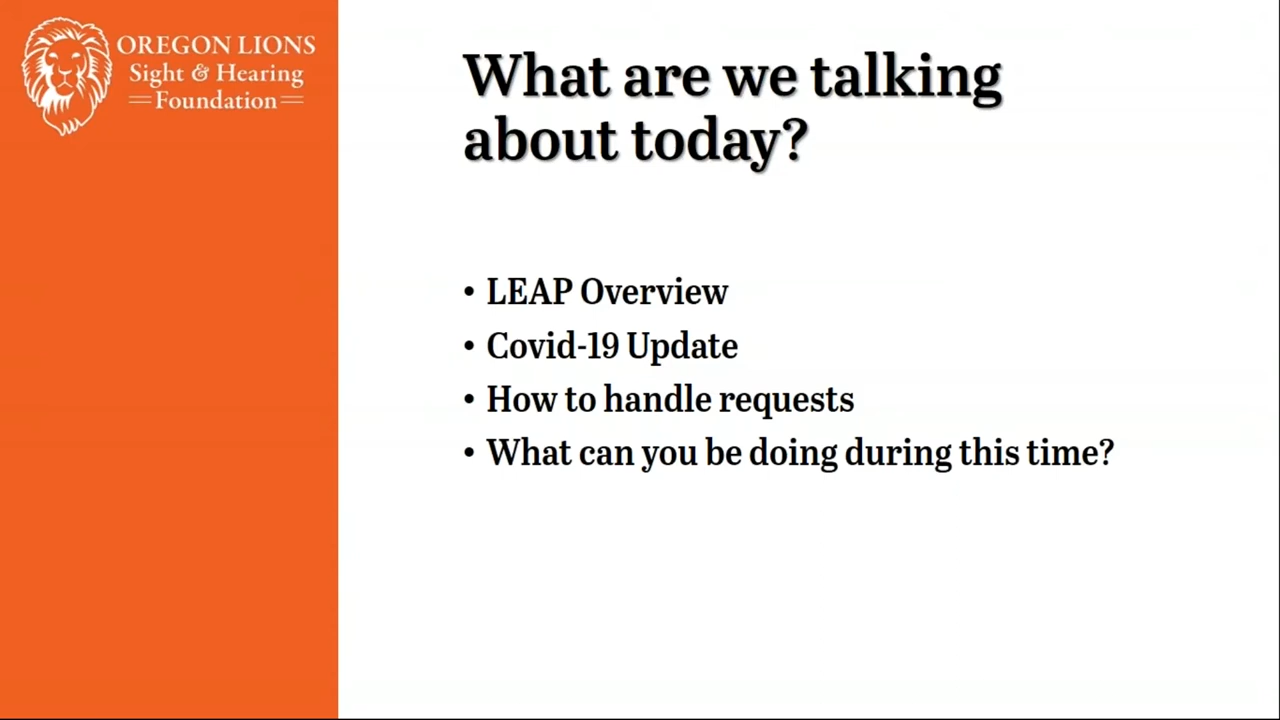 OREGON LIONS
Sight & Hearing
Foundation
What are we talking
about today?
• LEAP Overview
• Covid-19 Update
• How to handle requests
• What can you be doing during this time?